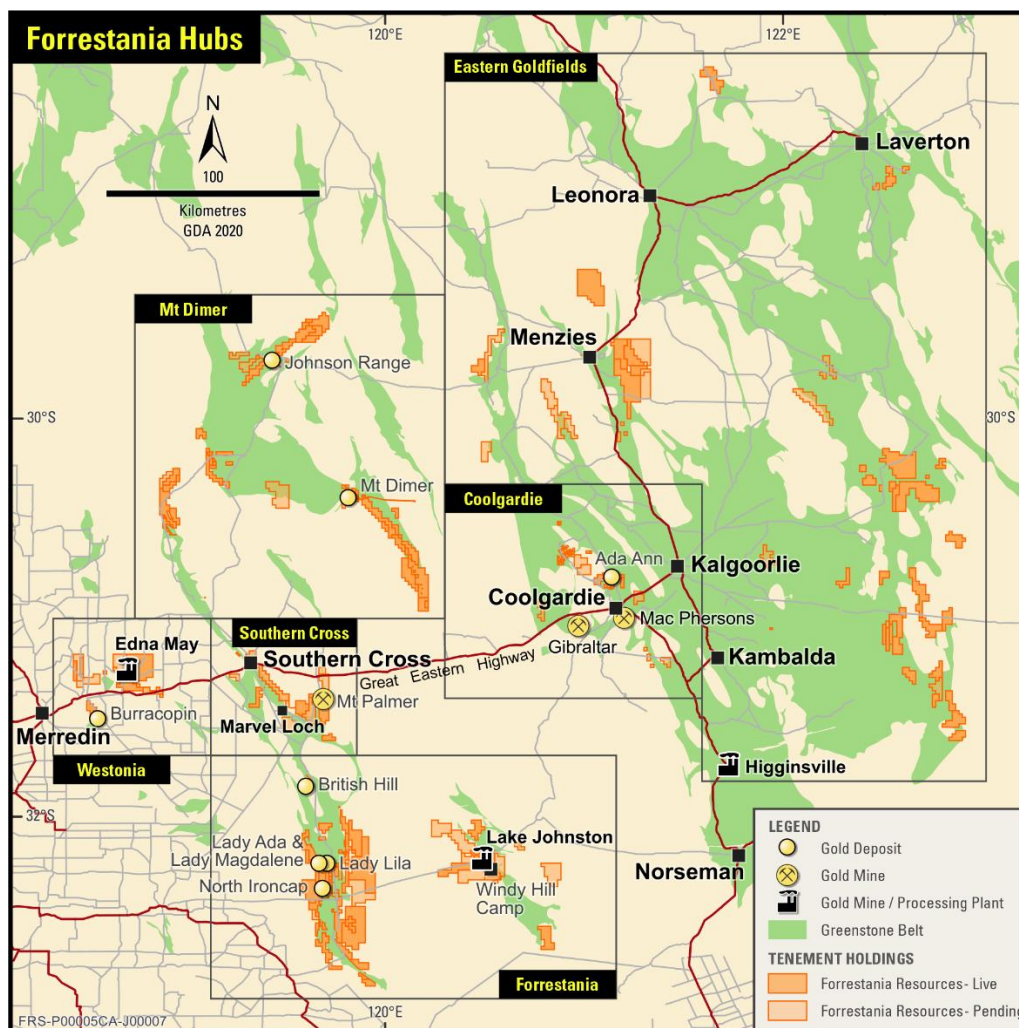 Forrestania Hubs
120°E
122°E
Eastern Goldfields
N
100
Kilometres
GDA 2020
Laverton
Leonora
Mt Dimer
Menzies
Johnson Range
30°S
30°S
Mt Dimer
Coolgardie
Ada Ann
Kalgoorlie
Coolgardie
Mac Phersons
Gibraltar
Edna May
Southern Cross
Southern Cross
Great Eastern Highway
Kambalda
Mt Palmer
Burracopin
Marvel Loch
Merredin
Westonia
Higginsville
British Hill
32°S
Lady Ada &
Lady Magdalene
Lady Lila
North Ironcap
Lake Johnston
Windy Hill
Camp
Norseman
Forrestania
120°E
LEGEND
Gold Deposit
Gold Mine
Gold Mine / Processing Plant
Greenstone Belt
TENEMENT HOLDINGS
Forrestania Resources- Live
Forrestania Resources- Pending
FRS-P00005CA-J00007